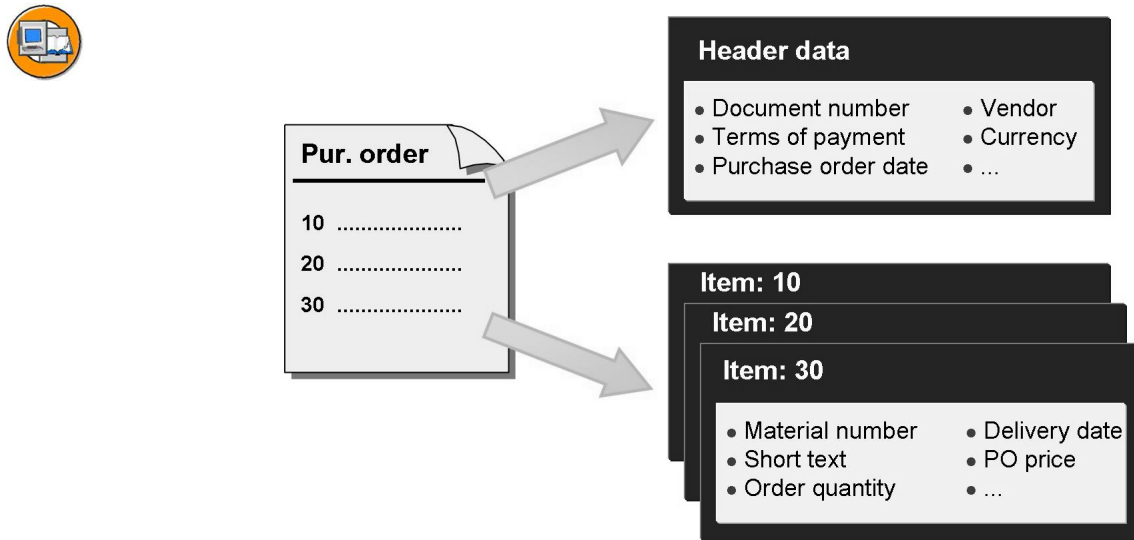 Pur. order
10 .....................
20 .....................
30 .....................
Header data
• Document number
• Terms of payment
• Purchase order date
• Vendor
• Currency
• ...
Item: 10
Item: 20
Item: 30
• Material number
• Short text
• Order quantity
• Delivery date
• PO price
• ...